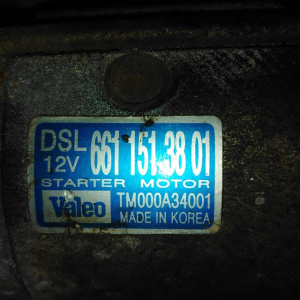 DSL 661 151 38 01
12V
STARTER MOTOR
Valeo TM000A34001
MADE IN KOREA